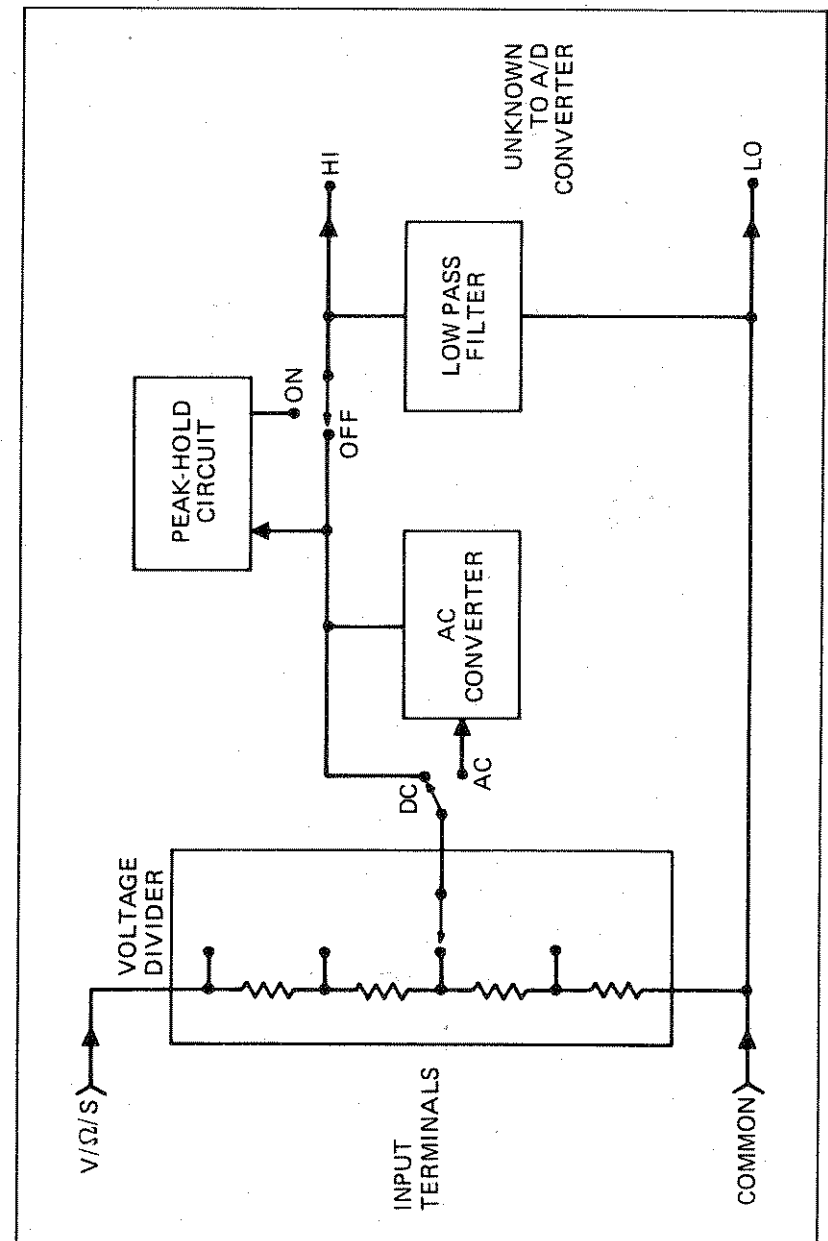 V/Ω/S
VOLTAGE
DIVIDER
INPUT
TERMINALS
COMMON
DC
AC
AC
CONVERTER
PEAK-HOLD
CIRCUIT
ON
OFF
LOW PASS
FILTER
HI
UNKNOWN
TO A/D
CONVERTER
LO